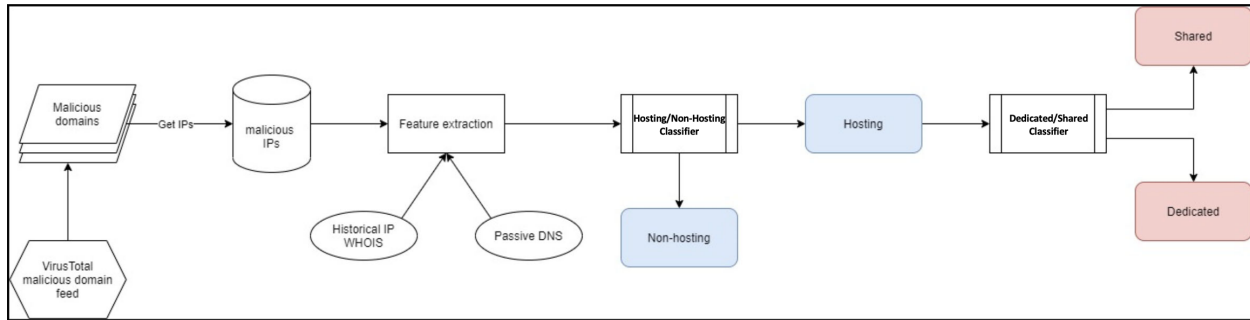 VirusTotal
malicious domain
feed
Malicious
domains
Get IPs
malicious
IPs
Feature extraction
Historical IP
WHOIS
Passive DNS
Hosting/Non-Hosting
Classifier
Non-hosting
Hosting
Dedicated/Shared
Classifier
Shared
Dedicated